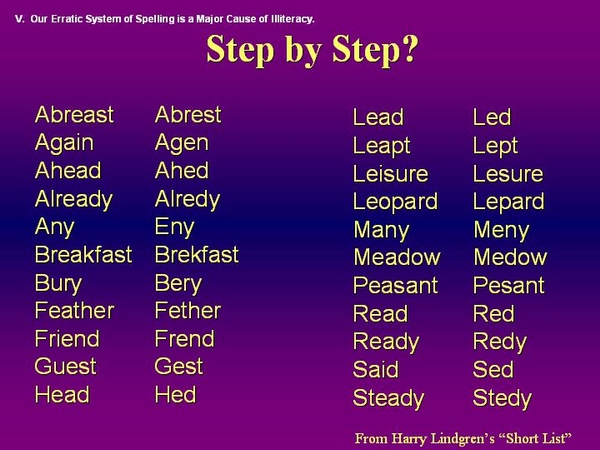 V. Our Erratic System of Spelling is a Major Cause of Illiteracy.
Step by Step?
Abreast Abrest
Again Agen
Ahead Ahed
Already Alredy
Any Eny
Breakfast Brekfast
Bury Bery
Feather Fether
Friend Frend
Guest Gest
Head Hed
Lead Led
Leapt Lept
Leisure Lesure
Leopard Lepard
Many Meny
Meadow Medow
Peasant Pesant
Read Red
Ready Redy
Said Sed
Steady Stedy
From Harry Lindgren's “Short List”